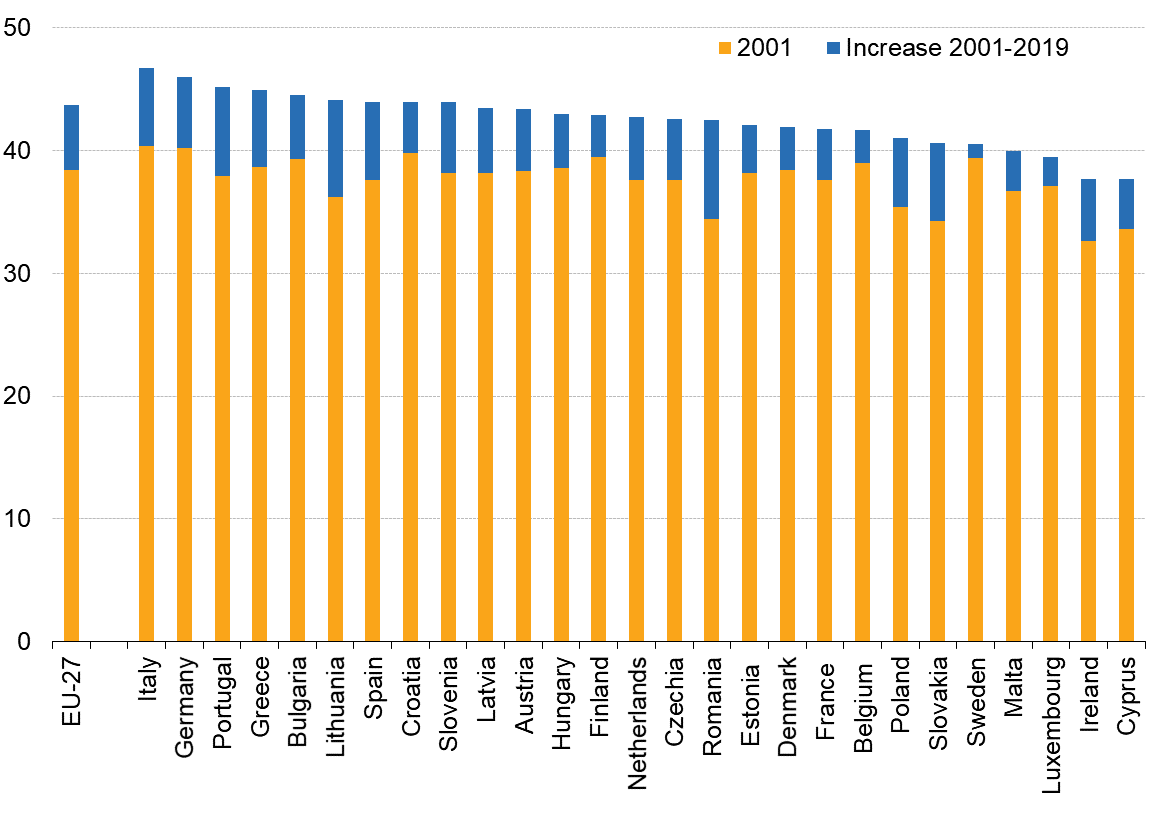 50
2001
Increase 2001-2019
40
30
20
10
0
EU-27
Italy
Germany
Portugal
Greece
Bulgaria
Lithuania
Spain
Croatia
Slovenia
Latvia
Austria
Hungary
Finland
Netherlands
Czechia
Romania
Estonia
Denmark
France
Belgium
Poland
Slovakia
Sweden
Malta
Luxembourg
Ireland
Cyprus